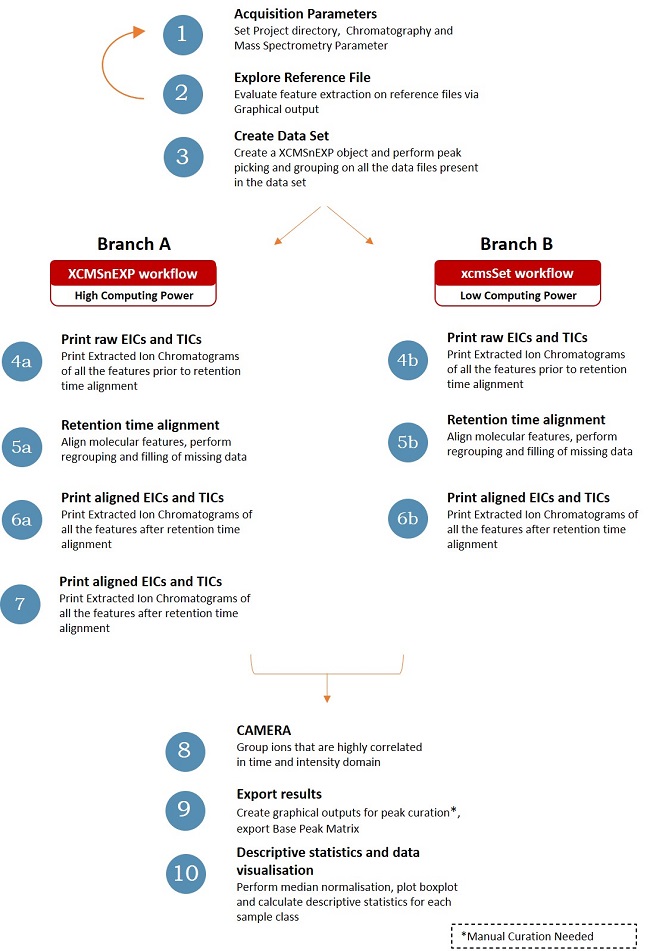 1
Acquisition Parameters
Set Project directory, Chromatography and
Mass Spectrometry Parameter
2
Explore Reference File
Evaluate feature extraction on reference files via
Graphical output
3
Create Data Set
Create a XCMSnEXP object and perform peak
picking and grouping on all the data files present
in the data set
Branch A
XCMSnEXP workflow
High Computing Power
4a
Print raw EICs and TICs
Print Extracted Ion Chromatograms
of all the features prior to retention
time alignment
5a
Retention time alignment
Align molecular features, perform
regrouping and filling of missing data
6a
Print aligned EICs and TICs
Print Extracted Ion Chromatograms of
all the features after retention time
alignment
7
Print aligned EICs and TICs
Print Extracted Ion Chromatograms of
all the features after retention time
alignment
Branch B
xcmsSet workflow
Low Computing Power
4b
Print raw EICs and TICs
Print Extracted Ion Chromatograms
of all the features prior to retention
time alignment
5b
Retention time alignment
Align molecular features, perform
regrouping and filling of missing data
6b
Print aligned EICs and TICs
Print Extracted Ion Chromatograms of
all the features after retention time
alignment
8
CAMERA
Group ions that are highly correlated
in time and intensity domain
9
Export results
Create graphical outputs for peak curation*,
export Base Peak Matrix
10
Descriptive statistics and data
visualisation
Perform median normalisation, plot boxplot
and calculate descriptive statistics for each
sample class
*Manual Curation Needed